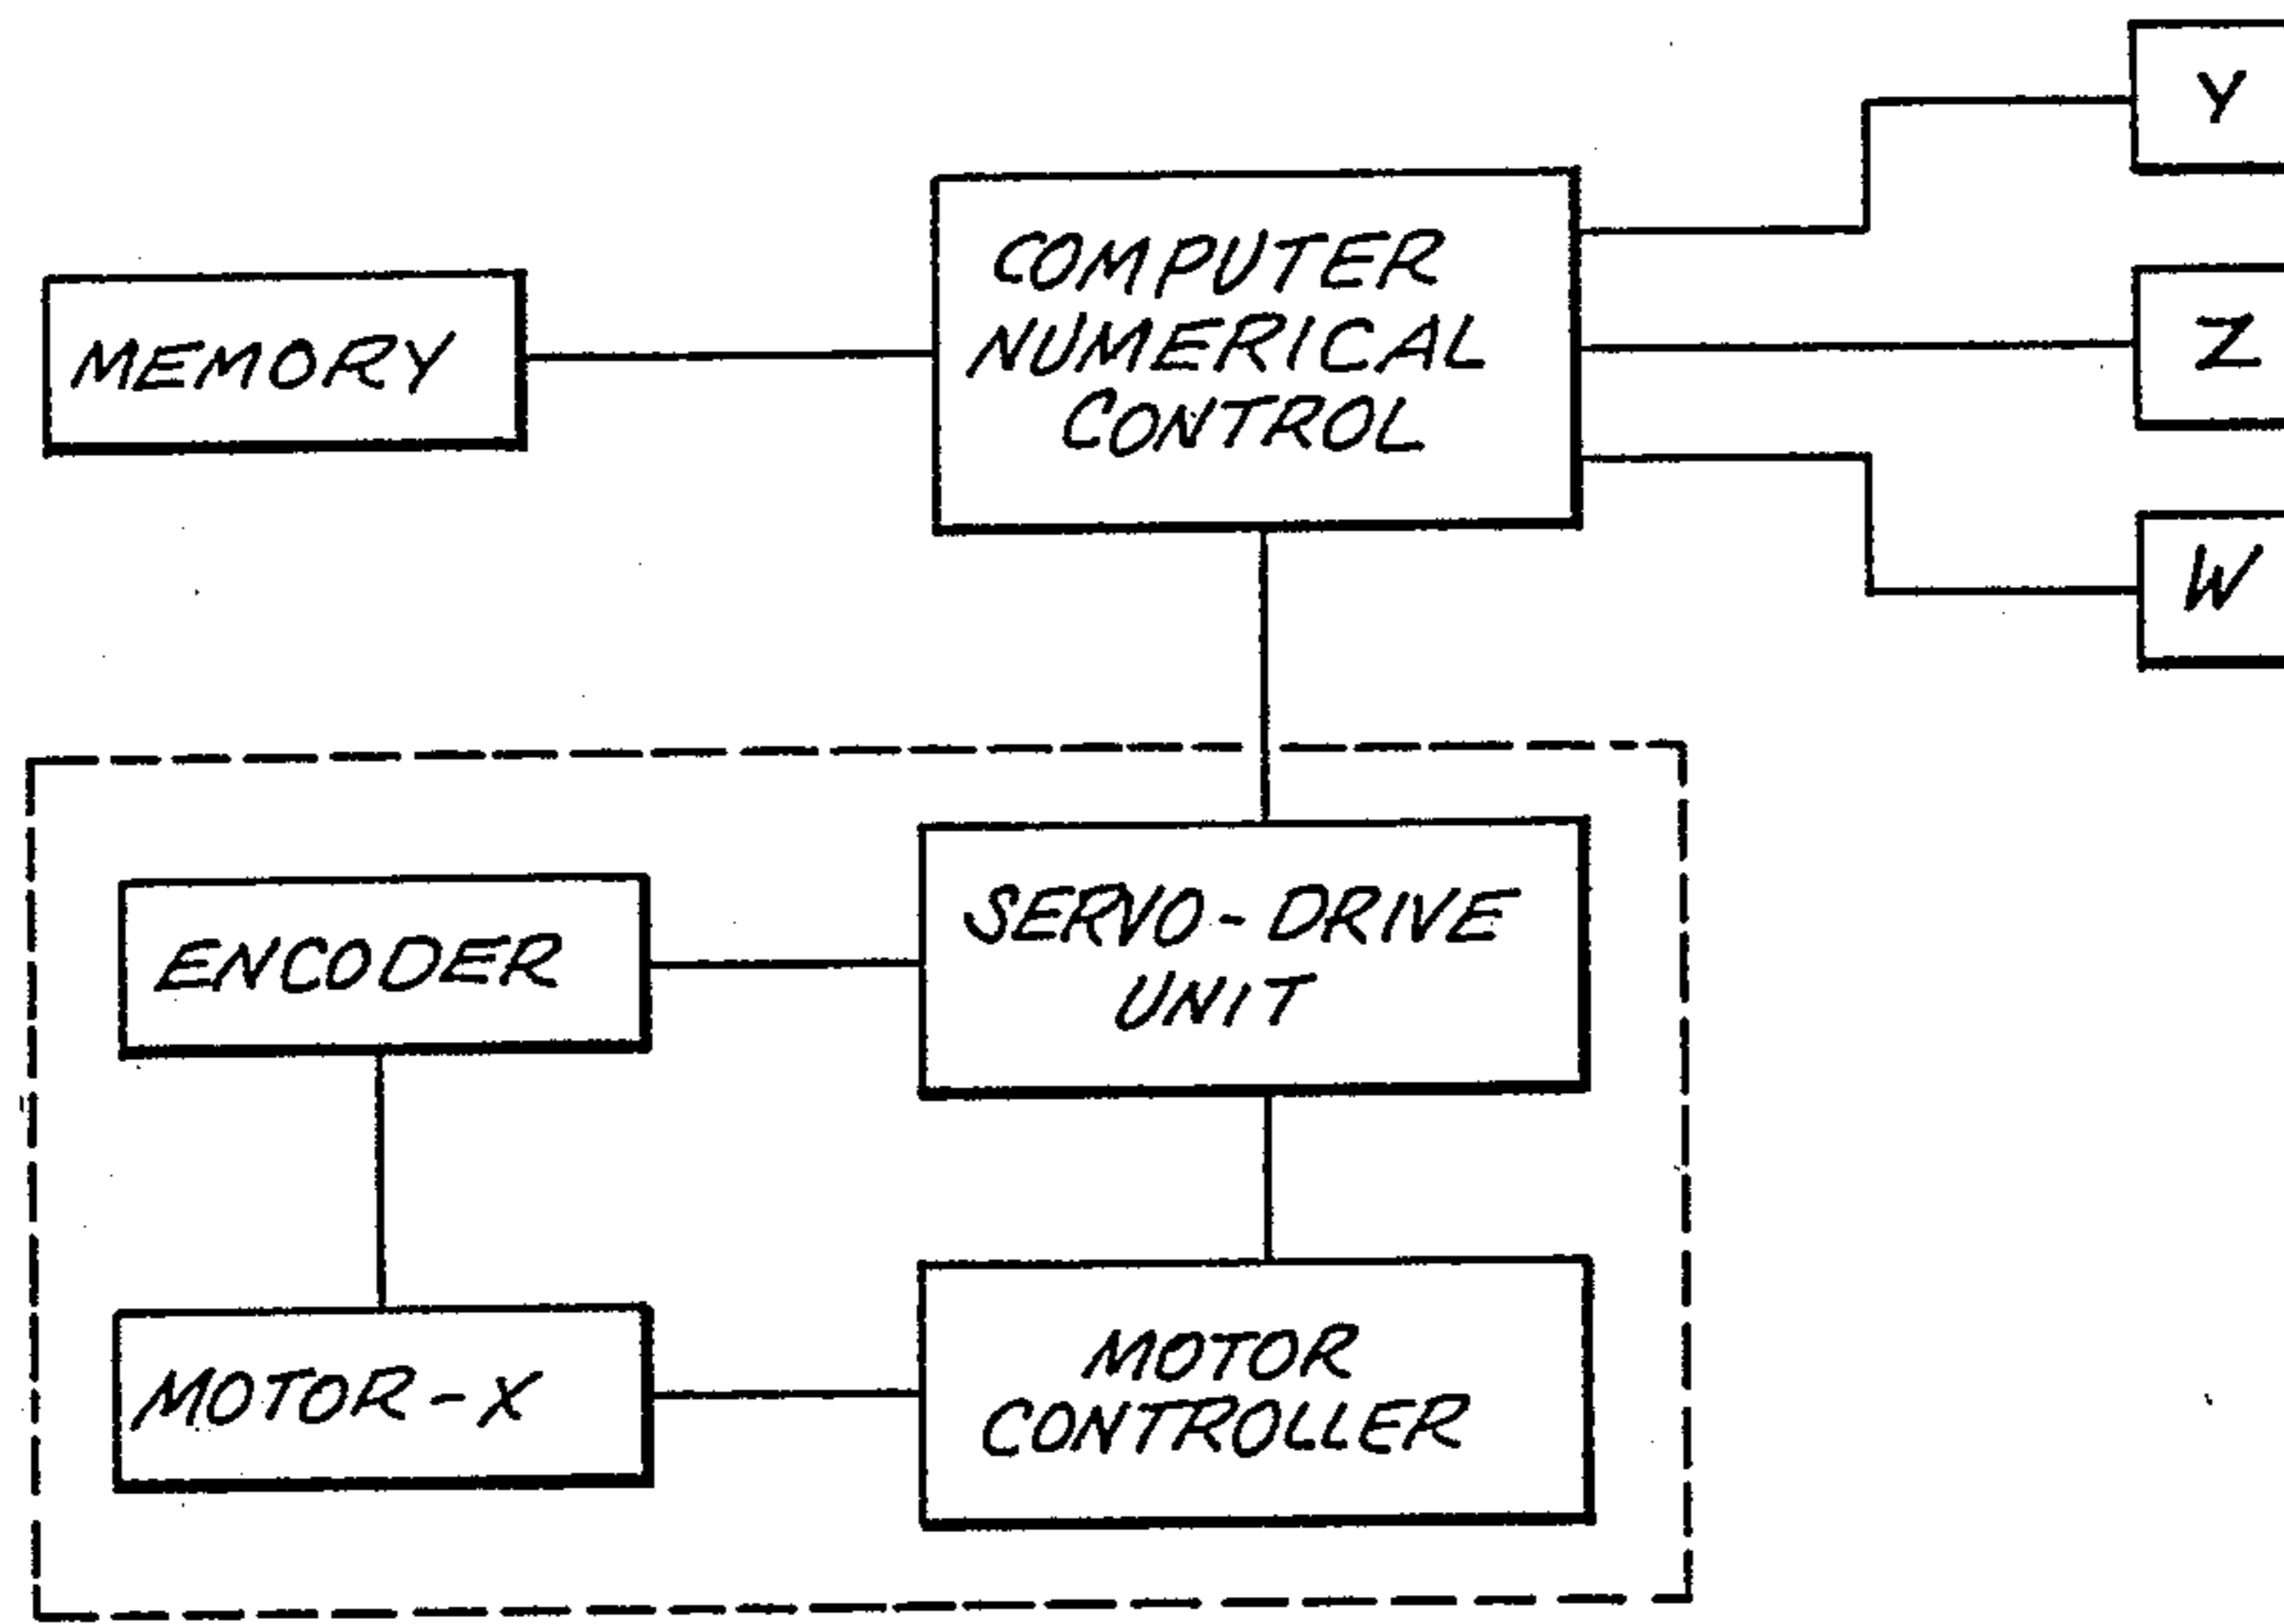 Y
COMPUTER
NUMERICAL
CONTROL
MEMORY
Z
W
SERVO-DRIVE
UNIT
ENCODER
MOTOR
CONTROLLER
MOTOR-X